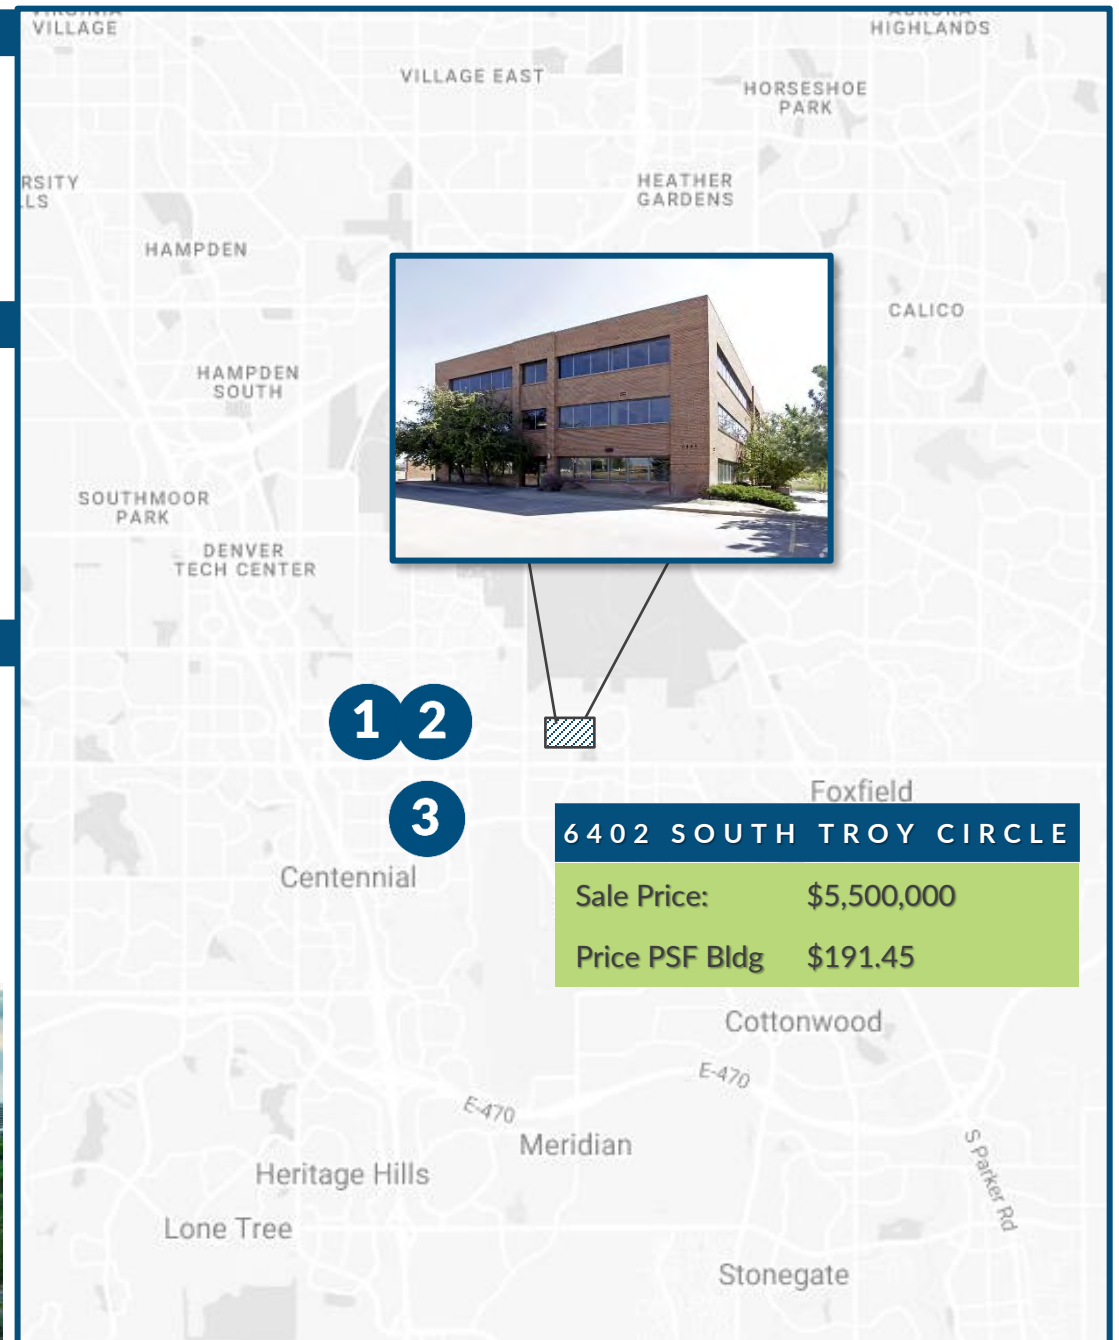 VIRGINIA
VILLAGE
AURORA
HIGHLANDS
VILLAGE EAST
HORSESHOE
PARK
HEATHER
GARDENS
HAMPDEN
CALICO
HAMPDEN
SOUTH
SOUTHMOOR
PARK
DENVER
TECH CENTER
1
2
3
Foxfield
6402 SOUTH TROY CIRCLE
Sale Price: $5,500,000
Price PSF Bldg $191.45
Centennial
Cottonwood
E-470
E-470
Meridian
S Parker Rd
Heritage Hills
Lone Tree
Stonegate